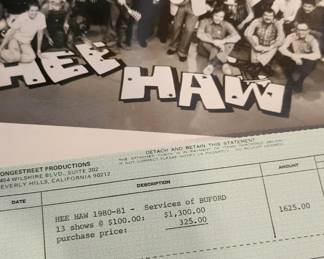 HEE HAW
ONGESTREET PRODUCTIONS
WILSHIRE BLVD., SUITE 202
BEVERLY HILLS, CALIFORNIA 90212
DETACH AND RETAIN THIS STATEMENT
DATE DESCRIPTION AMOUNT
HEE HAW 1980-81 - Services of BUFORD
13 shows @ $100.00: $1,300.00
purchase price: 325.00 1625.00